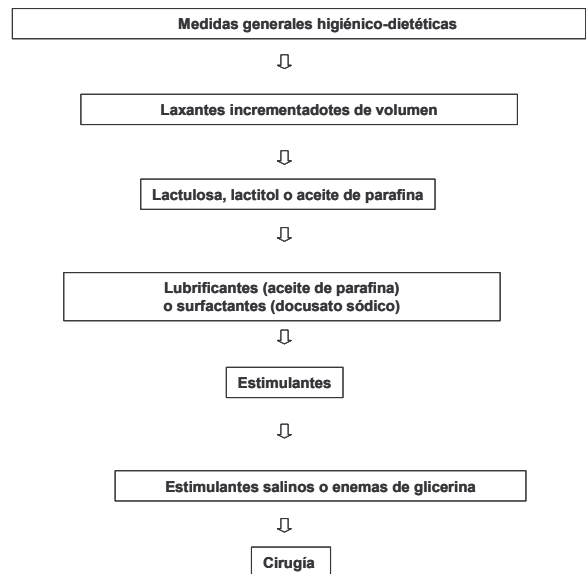 Medidas generales higiénico-dietéticas
Laxantes incrementadotes de volumen
Lactulosa, lactitol o aceite de parafina
Lubrificantes (aceite de parafina)
o surfactantes (docusato sódico)
Estimulantes
Estimulantes salinos o enemas de glicerina
Cirugía